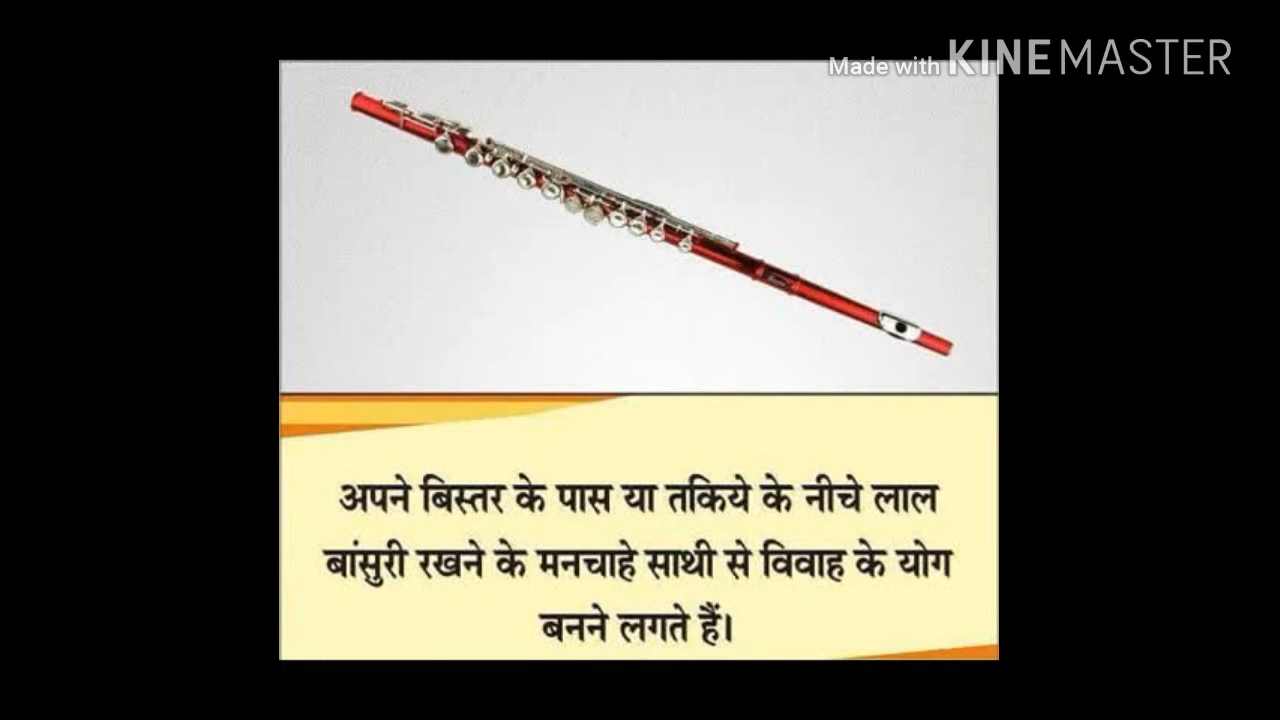 Made with KINEMASTER
अपने बिस्तर के पास या तकिये के नीचे लाल
बांसुरी रखने के मनचाहे साथी से विवाह के योग
बनने लगते हैं।